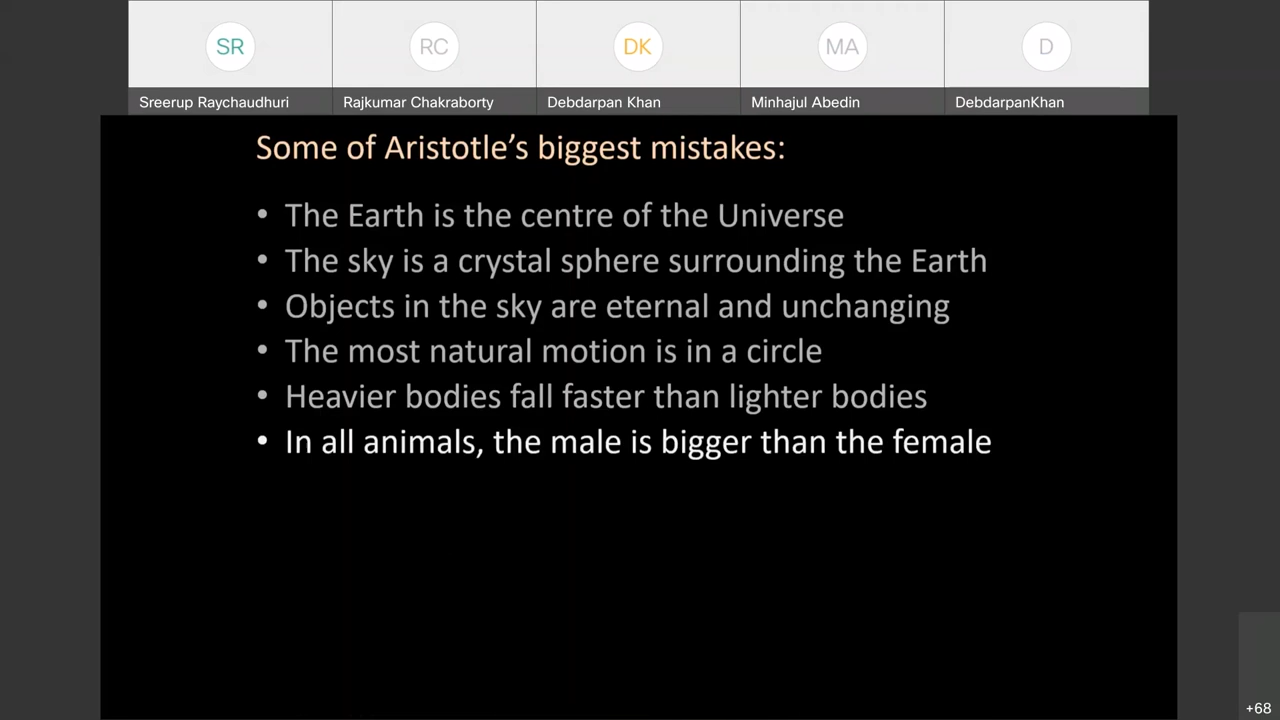 SR
RC
DK
MA
D
Sreerup Raychaudhuri
Rajkumar Chakraborty
Debdarpan Khan
Minhajul Abedin
DebdarpanKhan
Some of Aristotle’s biggest mistakes:
• The Earth is the centre of the Universe
• The sky is a crystal sphere surrounding the Earth
• Objects in the sky are eternal and unchanging
• The most natural motion is in a circle
• Heavier bodies fall faster than lighter bodies
• In all animals, the male is bigger than the female
+68